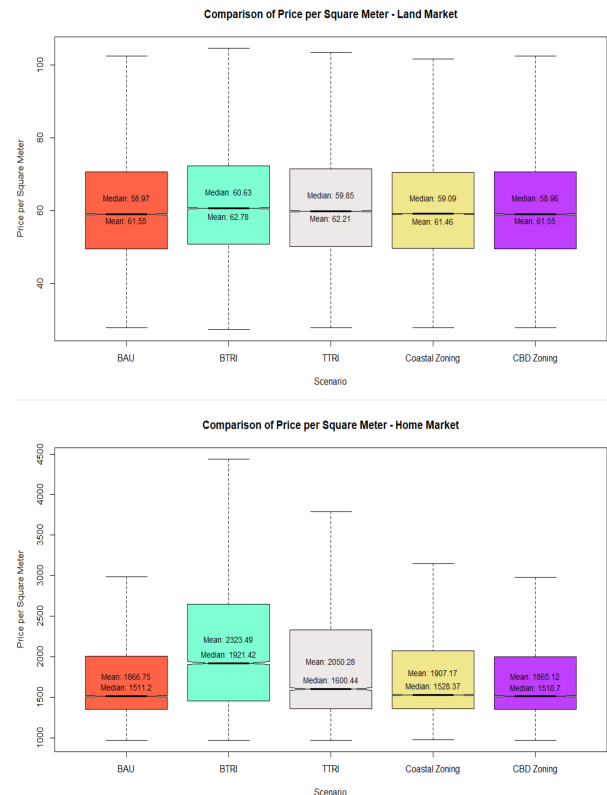 Comparison of Price per Square Meter - Land Market
Price per Square Meter
100
80
60
40
Median: 58.97
Mean: 61.55
Median: 60.63
Mean: 62.78
Median: 59.85
Mean: 62.21
Median: 59.09
Mean: 61.46
Median: 58.96
Mean: 61.55
BAU
BTRI
TTRI
Coastal Zoning
CBD Zoning
Scenario
Comparison of Price per Square Meter - Home Market
Price per Square Meter
4500
4000
3500
3000
2500
2000
1500
1000
Mean: 1866.75
Median: 1511.2
Mean: 2323.49
Median: 1921.42
Mean: 2050.28
Median: 1600.44
Mean: 1907.17
Median: 1528.37
Mean: 1865.12
Median: 1510.7
BAU
BTRI
TTRI
Coastal Zoning
CBD Zoning
Scenario